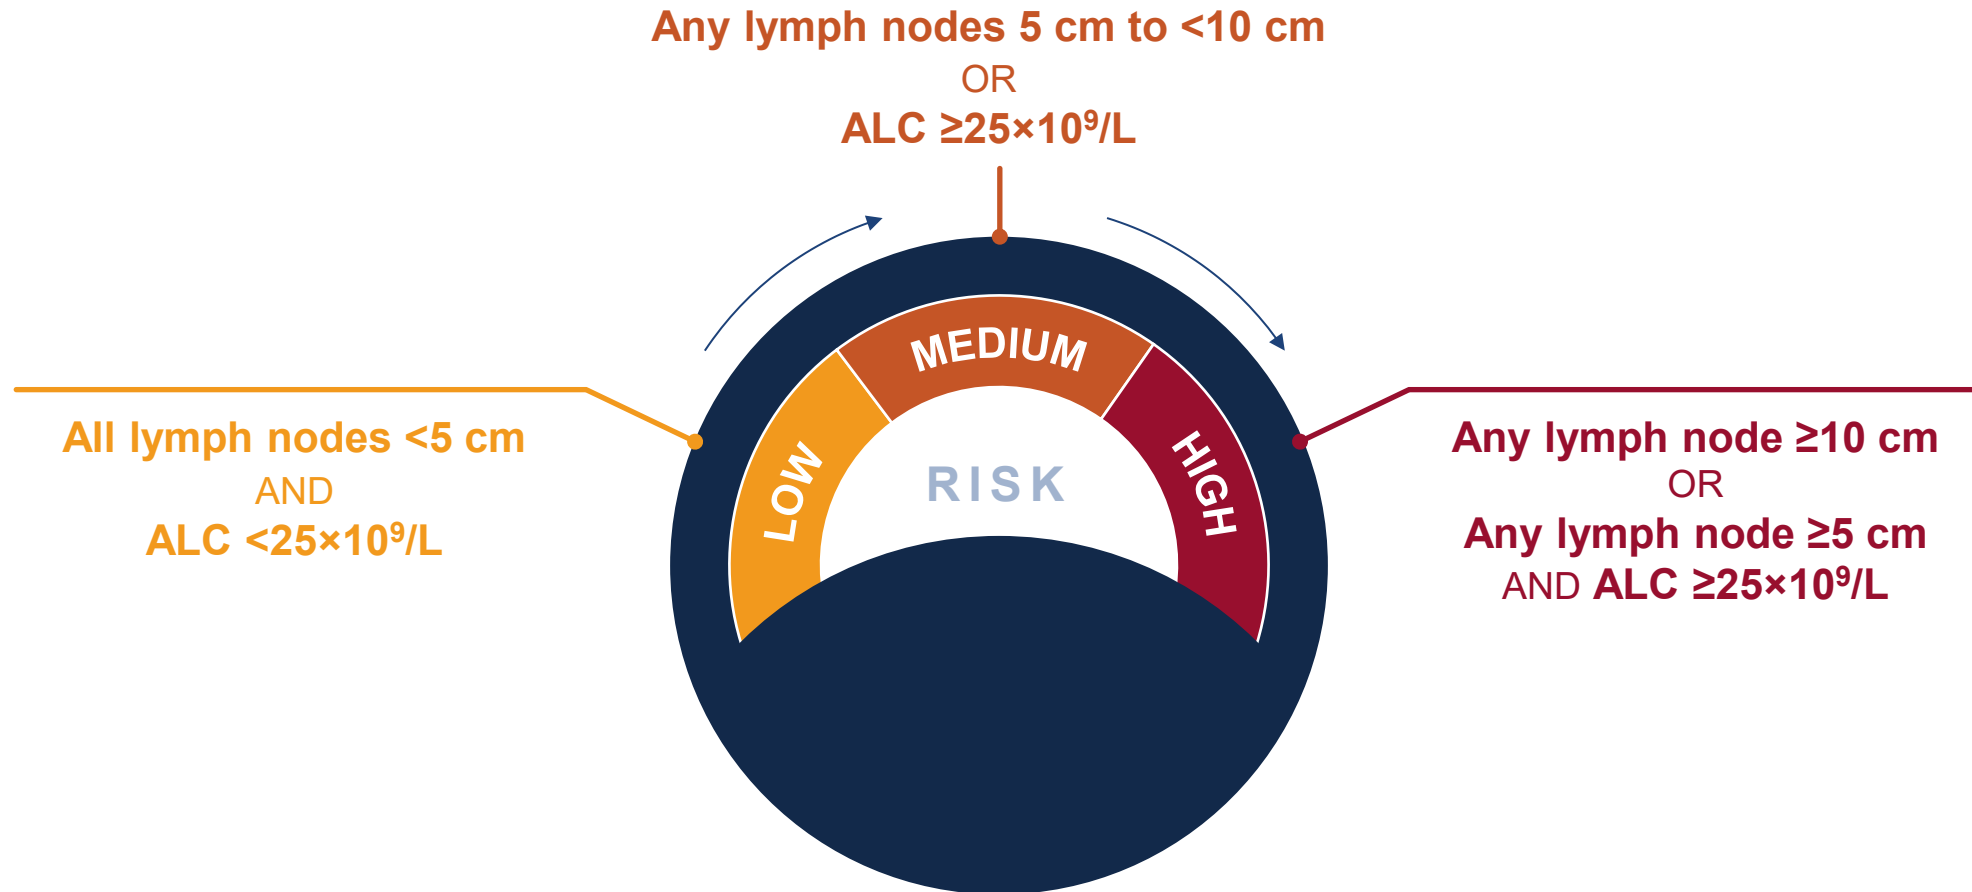 Any lymph nodes 5 cm to <10 cm
OR
ALC ≥25×10⁹/L
MEDIUM
LOW
HIGH
RISK
All lymph nodes <5 cm
AND
ALC <25×10⁹/L
Any lymph node ≥10 cm
OR
Any lymph node ≥5 cm
AND ALC ≥25×10⁹/L